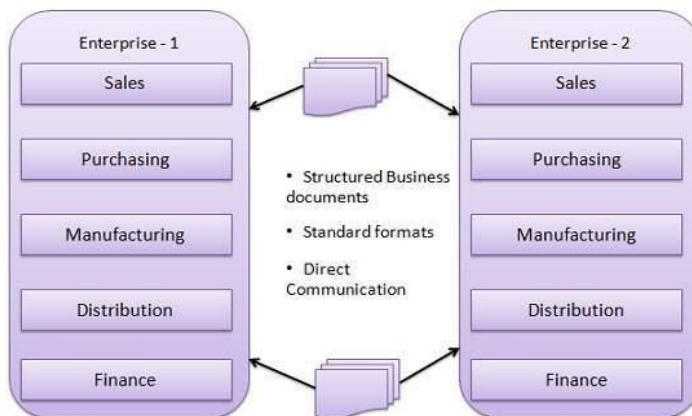 Enterprise - 1
Sales
Purchasing
Manufacturing
Distribution
Finance
• Structured Business
documents
• Standard formats
• Direct
Communication
Enterprise - 2
Sales
Purchasing
Manufacturing
Distribution
Finance